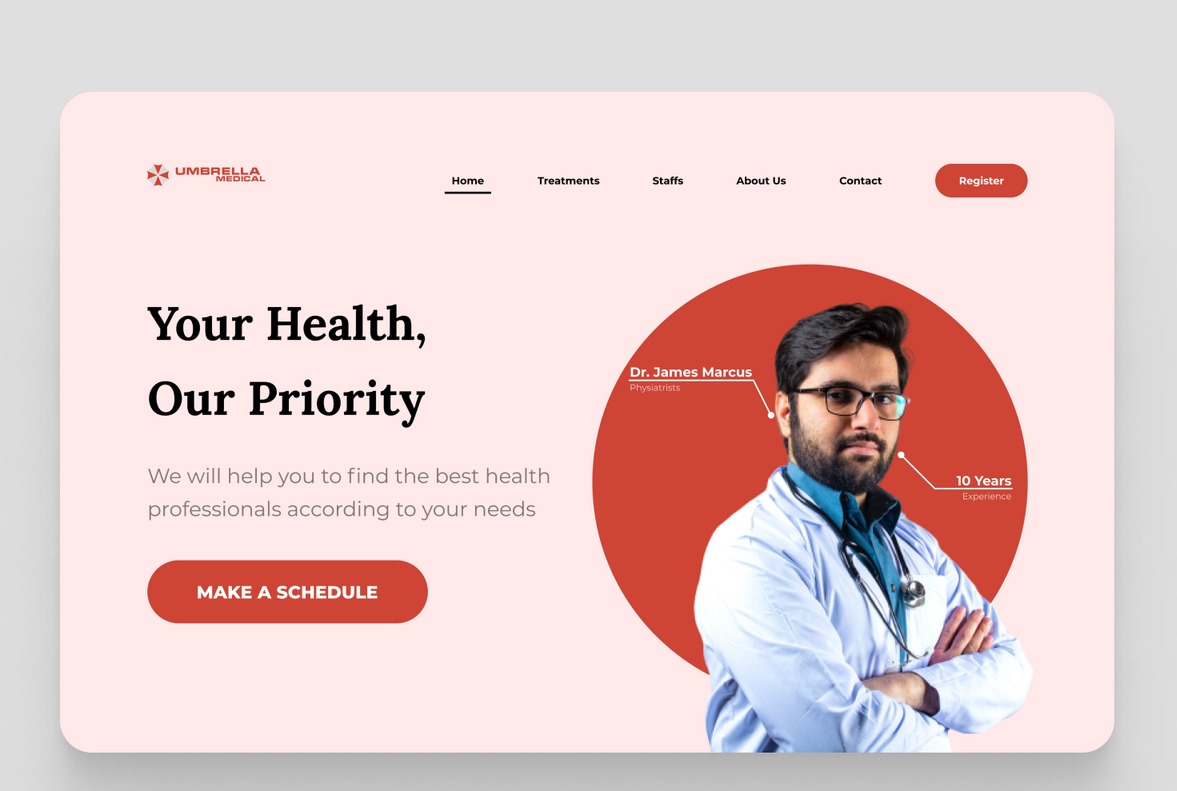 UMBRELLA
MEDICAL
Home
Treatments
Staffs
About Us
Contact
Register
Your Health,
Our Priority
We will help you to find the best health
professionals according to your needs
MAKE A SCHEDULE
Dr. James Marcus
Physiatrists
10 Years
Experience